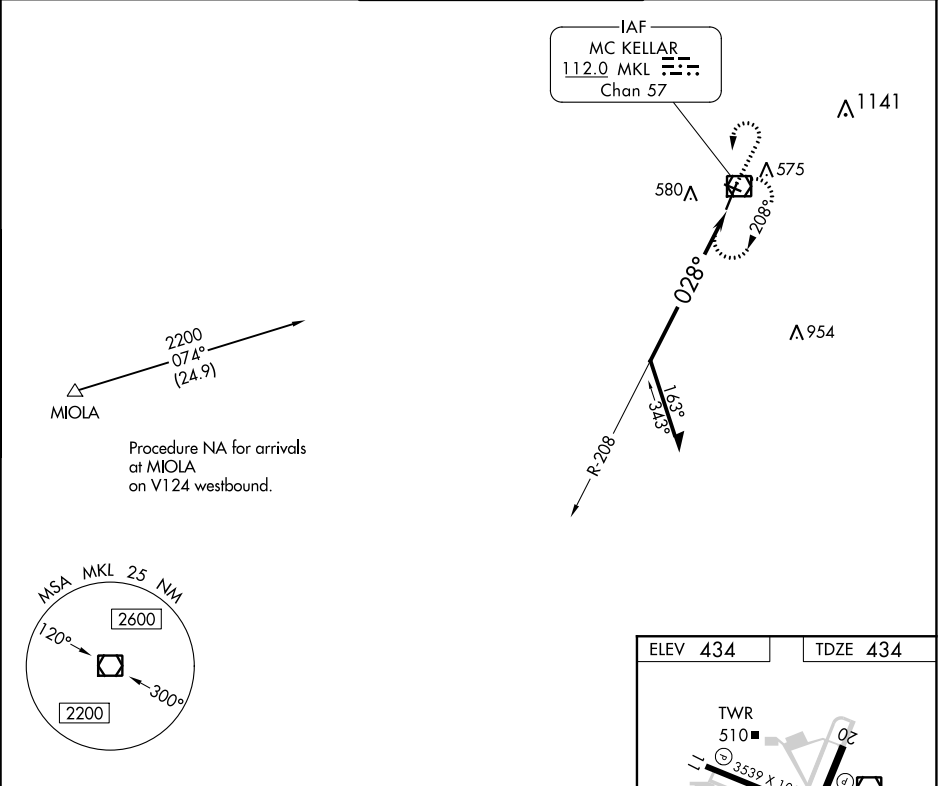 IAF
MC KELLAR
112.0 MKL
Chan 57
1141
575
580
208°
028°
954
2200
074°
(24.9)
MIOLA
163°
343°
R-208
Procedure NA for arrivals
at MIOLA
on V124 westbound.
MSA MKL 25 NM
2600
120°
300°
2200
ELEV 434
TDZE 434
TWR
510
20
11
P
3539 X
P